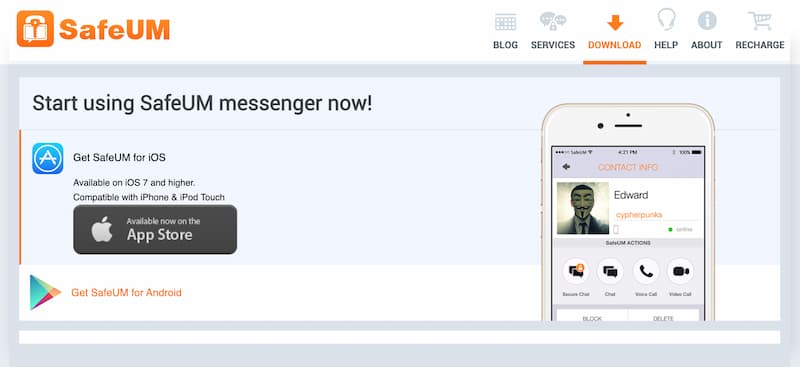 SafeUM
BLOG SERVICES DOWNLOAD HELP ABOUT RECHARGE
Start using SafeUM messenger now!
Get SafeUM for iOS
Available on iOS 7 and higher.
Compatible with iPhone & iPod Touch
Available now on the
App Store
Get SafeUM for Android
SafeUM 4:21 PM 100%
CONTACT INFO
Edward
cypherpunks
online
SafeUM ACTIONS
Secure Chat Chat Voice Call Video Call
BLOCK DELETE